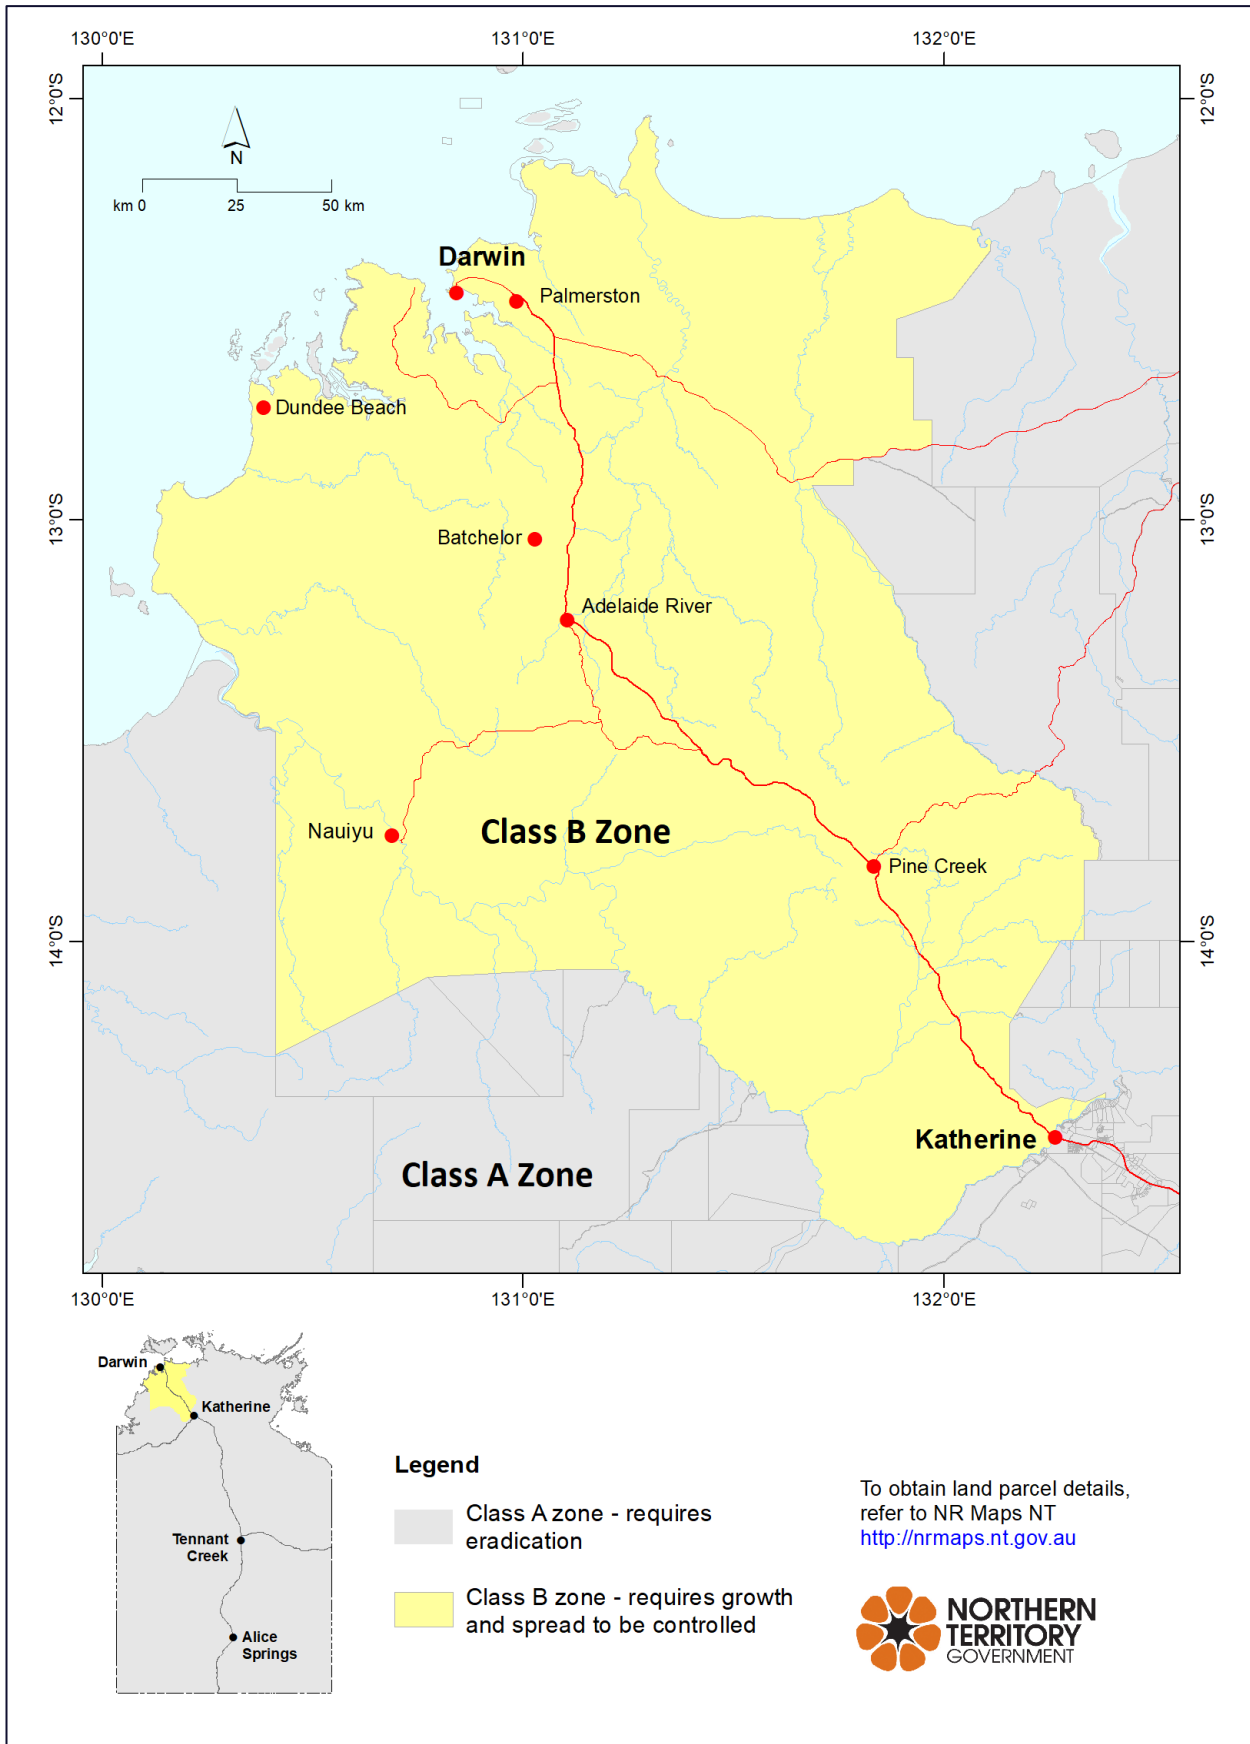 130°0'E
131°0'E
132°0'E
12°0'S
12°0'S
N
km 0
25
50 km
Darwin
Palmerston
Dundee Beach
13°0'S
13°0'S
Batchelor
Adelaide River
Nauiyu
Class B Zone
Pine Creek
14°0'S
14°0'S
Katherine
Class A Zone
130°0'E
131°0'E
132°0'E
Darwin
Katherine
Tennant
Creek
Alice
Springs
Legend
Class A zone - requires
eradication
Class B zone - requires growth
and spread to be controlled
To obtain land parcel details,
refer to NR Maps NT
http://nrmaps.nt.gov.au
NORTHERN
TERRITORY
GOVERNMENT